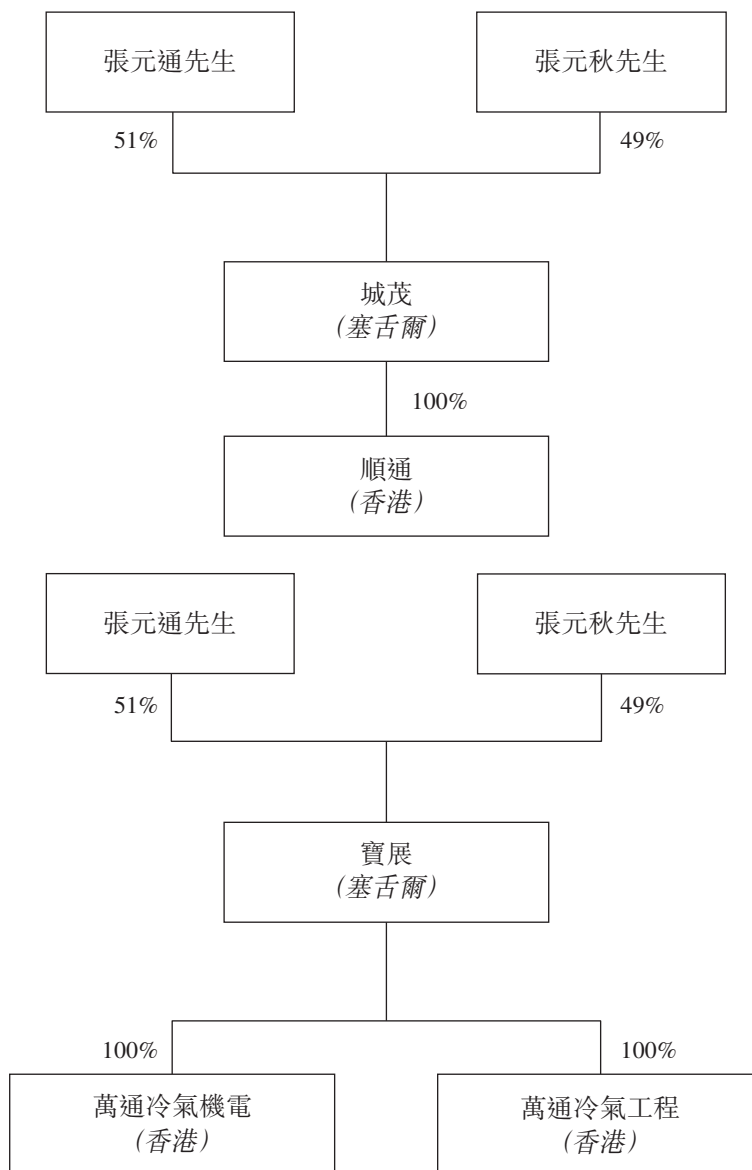 張元通先生
張元秋先生
51%
49%
城茂
(塞舌爾)
100%
順通
(香港)
張元通先生
張元秋先生
51%
49%
寶展
(塞舌爾)
100%
100%
萬通冷氣機電
(香港)
萬通冷氣工程
(香港)